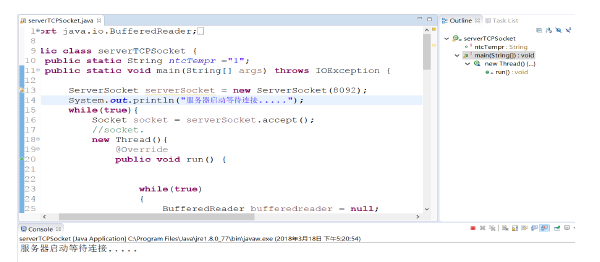 serverTCPSocket.java
1 ort java.io.BufferedReader;
8
9 lic class serverTCPSocket {
10 public static String ntcTempr ="1";
11 public static void main(String[] args) throws IOException {
12
13 ServerSocket serverSocket = new ServerSocket(8092);
14 System.out.println("服务器启动等待连接.....");
15 while(true){
16 Socket socket = serverSocket.accept();
17 //socket.
18 new Thread(){
19 @Override
20 public void run() {
21
22
23 while(true)
24 {
25 BufferedReader bufferedreader = null;
Outline
Task List
serverTCPSocket
ntcTempr : String
main(String[]) : void
new Thread() {...}
run() : void
Console
serverTCPSocket [Java Application] C:\Program Files\Java\jre1.8.0_77\bin\javaw.exe (2018年3月18日 下午5:20:54)
服务器启动等待连接.....